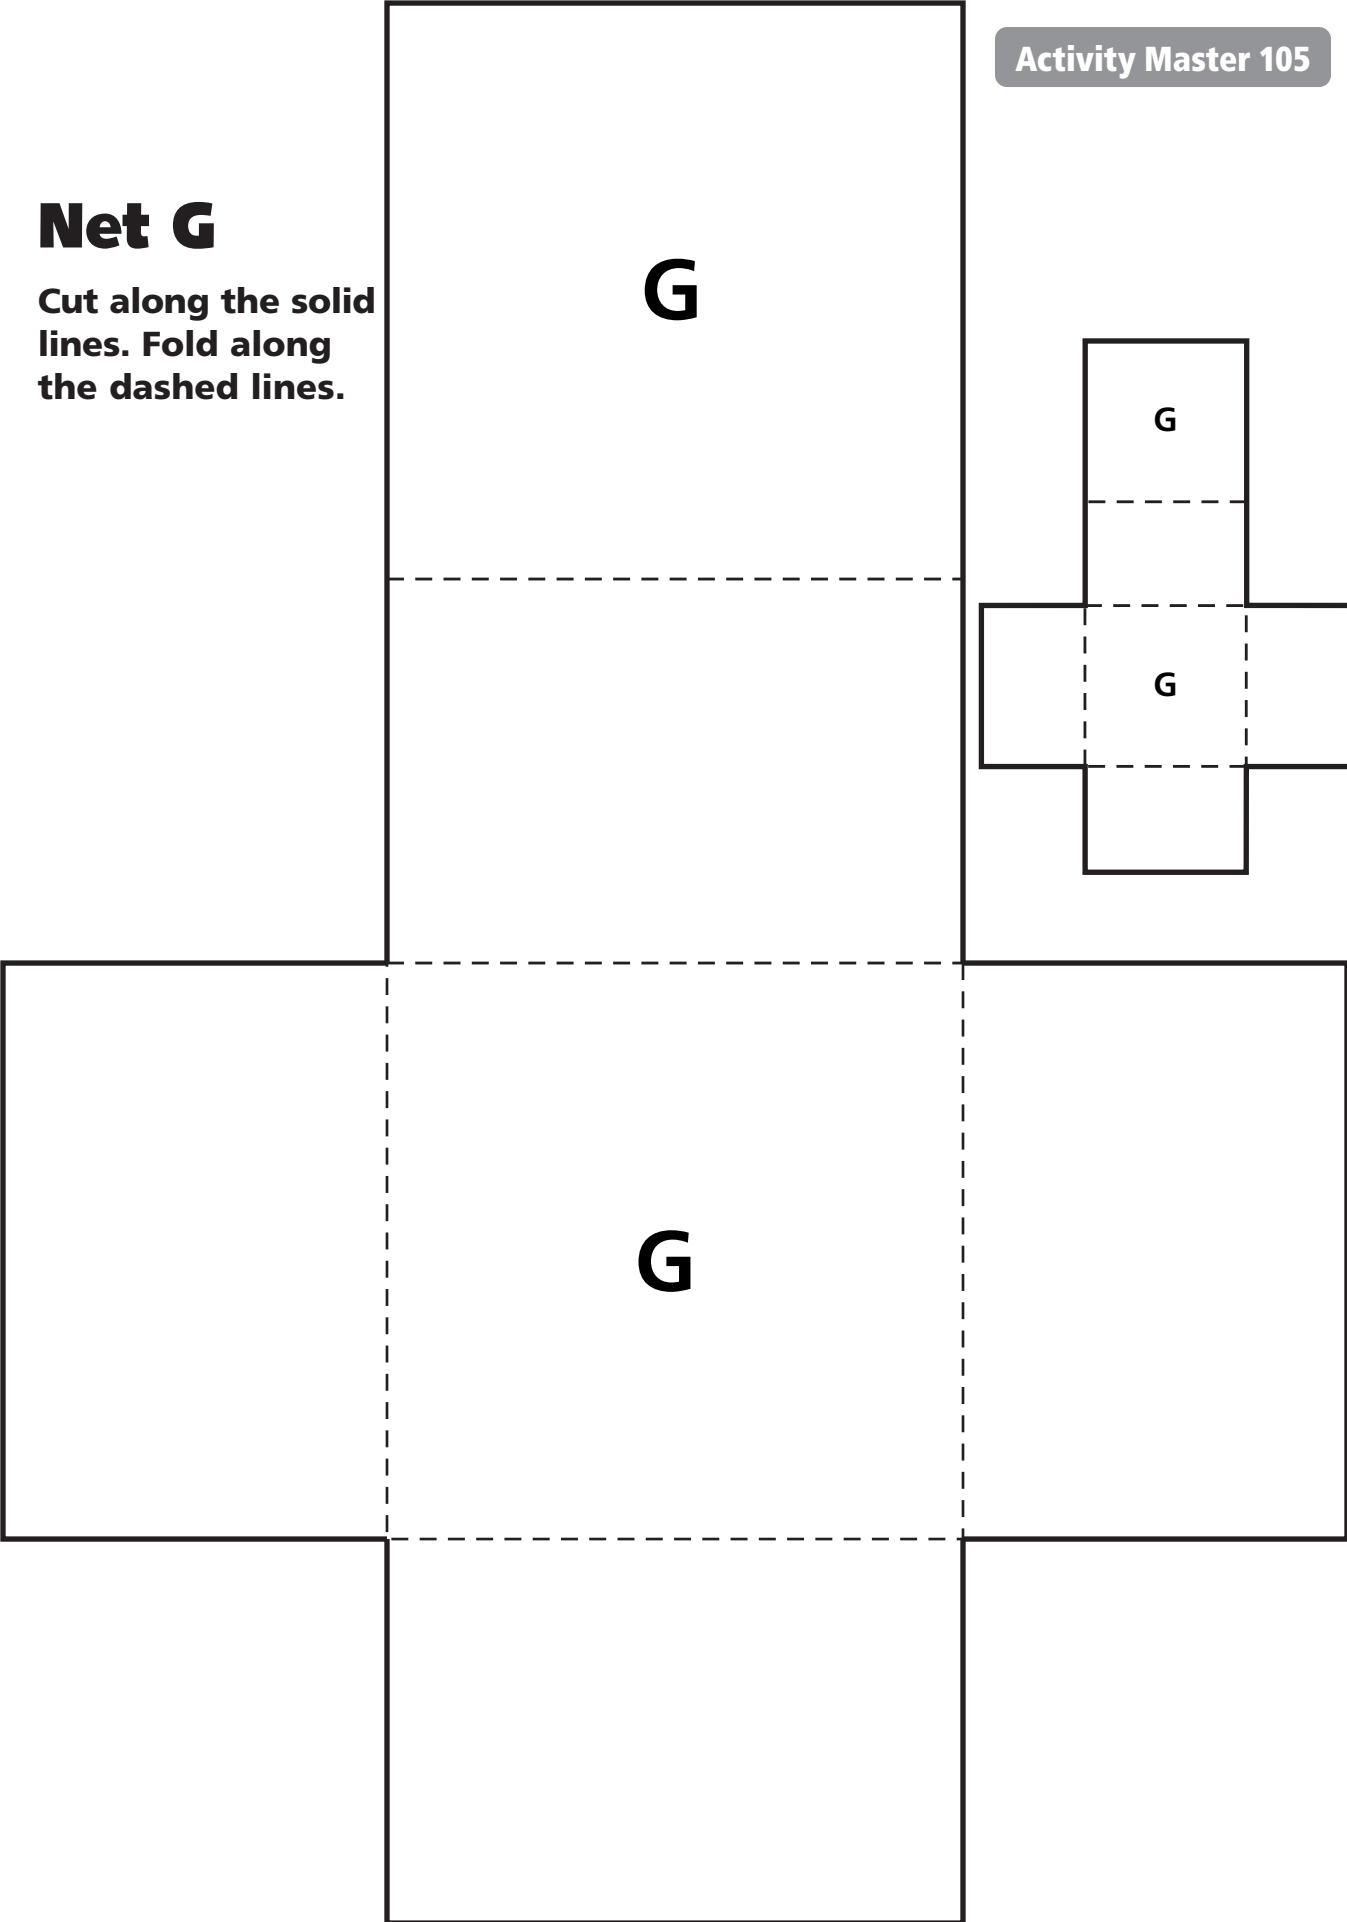 Activity Master 105
Net G
Cut along the solid
lines. Fold along
the dashed lines.
G
G
G
G